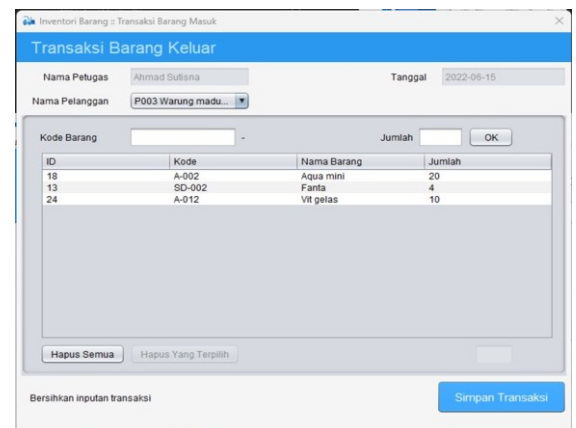 Inventori Barang :: Transaksi Barang Masuk
Transaksi Barang Keluar
Nama Petugas Ahmad Sutisna Tanggal 2022-06-15
Nama Pelanggan P003 Warung madu...
Kode Barang - Jumlah OK
ID Kode Nama Barang Jumlah
18 A-002 Aqua mini 20
13 SD-002 Fanta 4
24 A-012 Vit gelas 10
Hapus Semua Hapus Yang Terpilih
Bersihkan inputan transaksi Simpan Transaksi